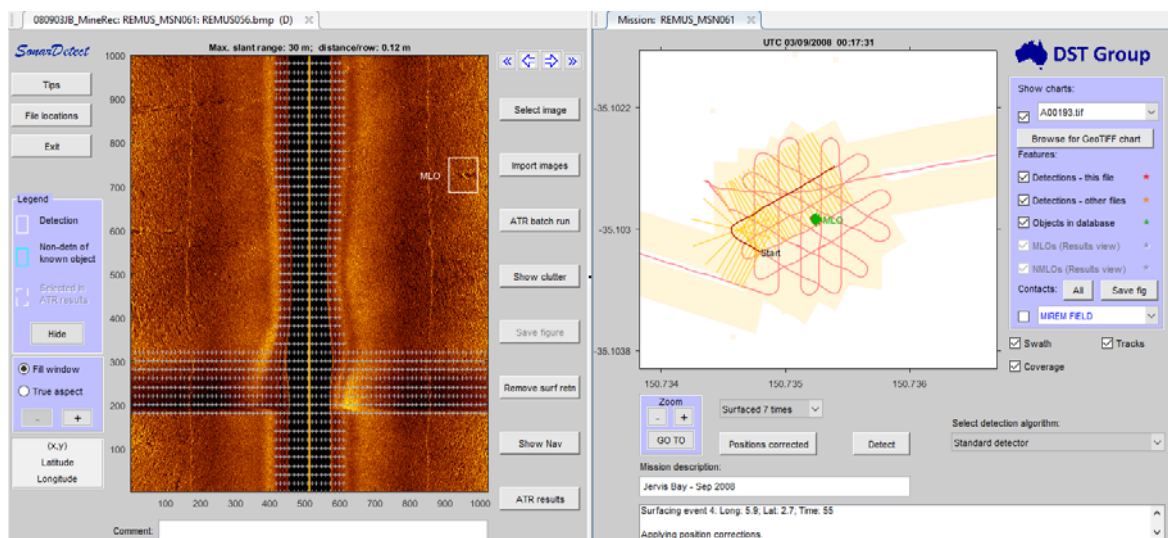 080903JB_MineRec: REMUS_MSN061: REMUS056.bmp (D)
SonarDetect
Tips
File locations
Exit
Legend
Detection
Non-detn of
known object
Selected in
ATR results
Hide
Fill window
True aspect
-
+
(x,y)
Latitude
Longitude
Max. slant range: 30 m; distance/row: 0.12 m
1000
900
800
700
600
500
400
300
200
100
MLO
100 200 300 400 500 600 700 800 900 1000
Comment:
Select image
Import images
ATR batch run
Show clutter
Save figure
Remove surf retn
Show Nav
ATR results
Mission: REMUS_MSN061
UTC 03/09/2008 00:17:31
-35.1022
-35.103
-35.1038
150.734 150.735 150.736
MLO
Start
DST Group
Show charts:
A00193.tif
Browse for GeoTIFF chart
Features:
Detections - this file
Detections - other files
Objects in database
MLOs (Results view)
NMLOs (Results view)
Contacts: All Save fig
MIREM FIELD
Swath Tracks
Coverage
Zoom
- +
GO TO
Surfaced 7 times
Positions corrected
Detect
Select detection algorithm:
Standard detector
Mission description:
Jervis Bay - Sep 2008
Surfacing event 4: Long: 5.9; Lat: 2.7; Time: 55
Applying position corrections.